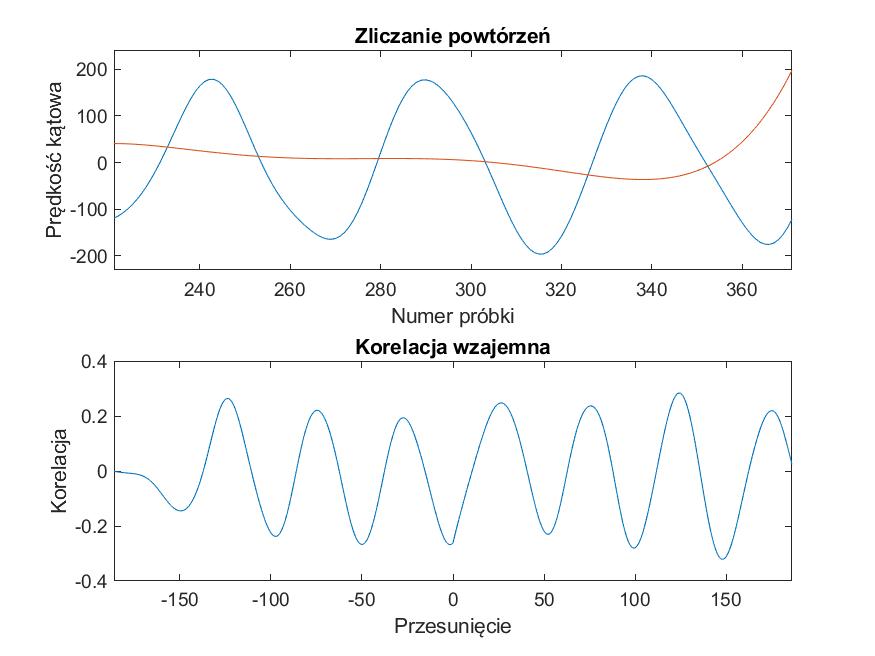 Zliczanie powtórzeń
200
100
0
-100
-200
Prędkość kątowa
240 260 280 300 320 340 360
Numer próbki
Korelacja wzajemna
0.4
0.2
0
-0.2
-0.4
Korelacja
-150 -100 -50 0 50 100 150
Przesunięcie